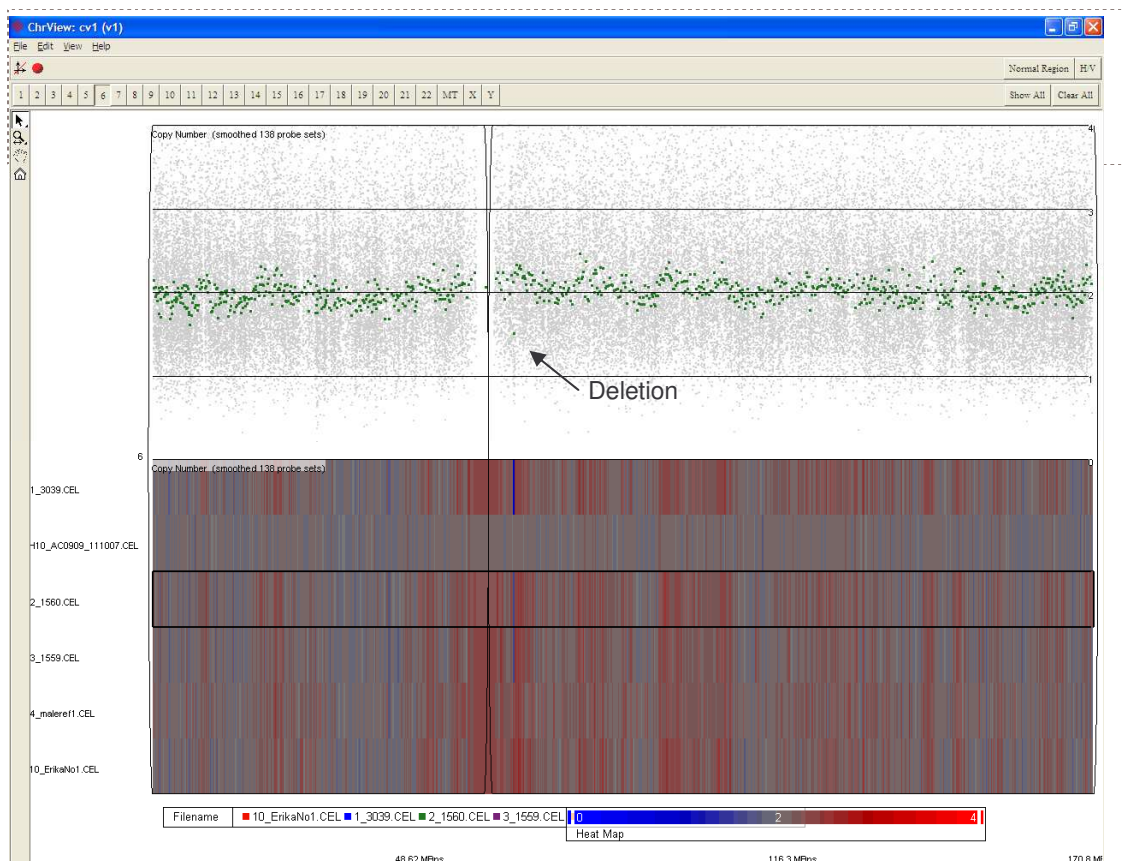 ChrView: cv1 (v1)
File Edit View Help
Normal Region H/V
1 2 3 4 5 6 7 8 9 10 11 12 13 14 15 16 17 18 19 20 21 22 MT X Y Show All Clear All
Copy Number (smoothed 138 probe sets) 4
3
2
1
Deletion
6 0
Copy Number (smoothed 138 probe sets)
1_3039.CEL
H10_AC0909_111007.CEL
2_1560.CEL
3_1559.CEL
4_maleref1.CEL
10_ErikaNo1.CEL
Filename 10_ErikaNo1.CEL 1_3039.CEL 2_1560.CEL 3_1559.CEL 0 2 4
Heat Map
48.62 MBps 116.3 MBps 170.8 MB